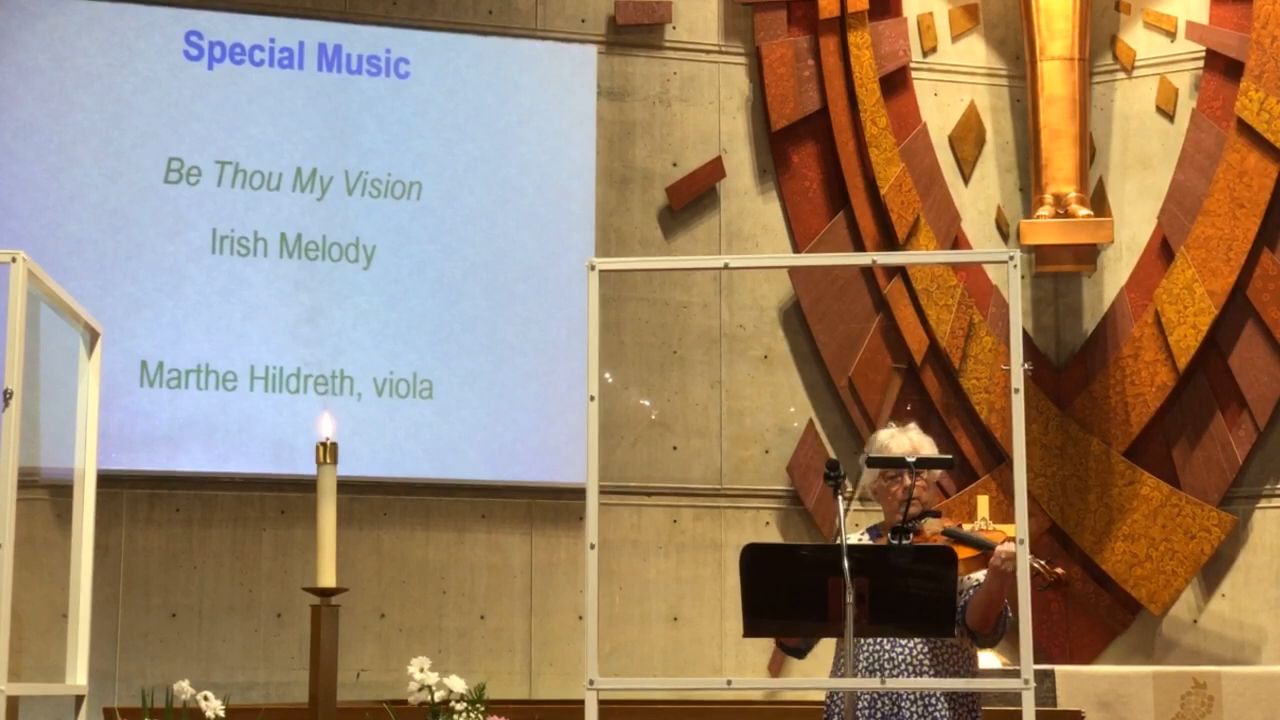 Special Music
Be Thou My Vision
Irish Melody
Marthe Hildreth, viola